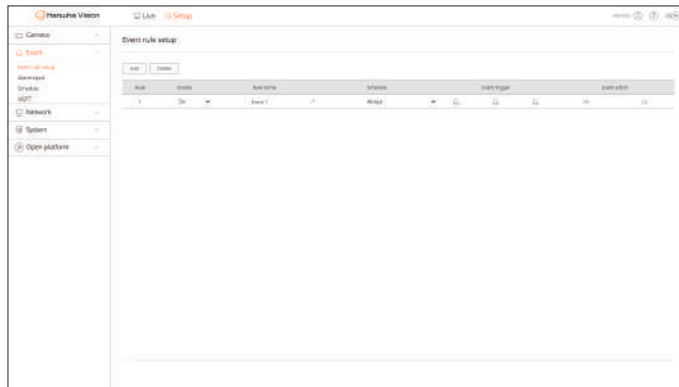 Hanwha Vision
Live
Setup
Camera
Event
Event rule setup
Alarm input
Schedule
MQTT
Network
System
Open platform
Event rule setup
Add
Delete
Rule
Enable
Rule name
Schedule
Event trigger
Event action
1
On
Event 1
Always